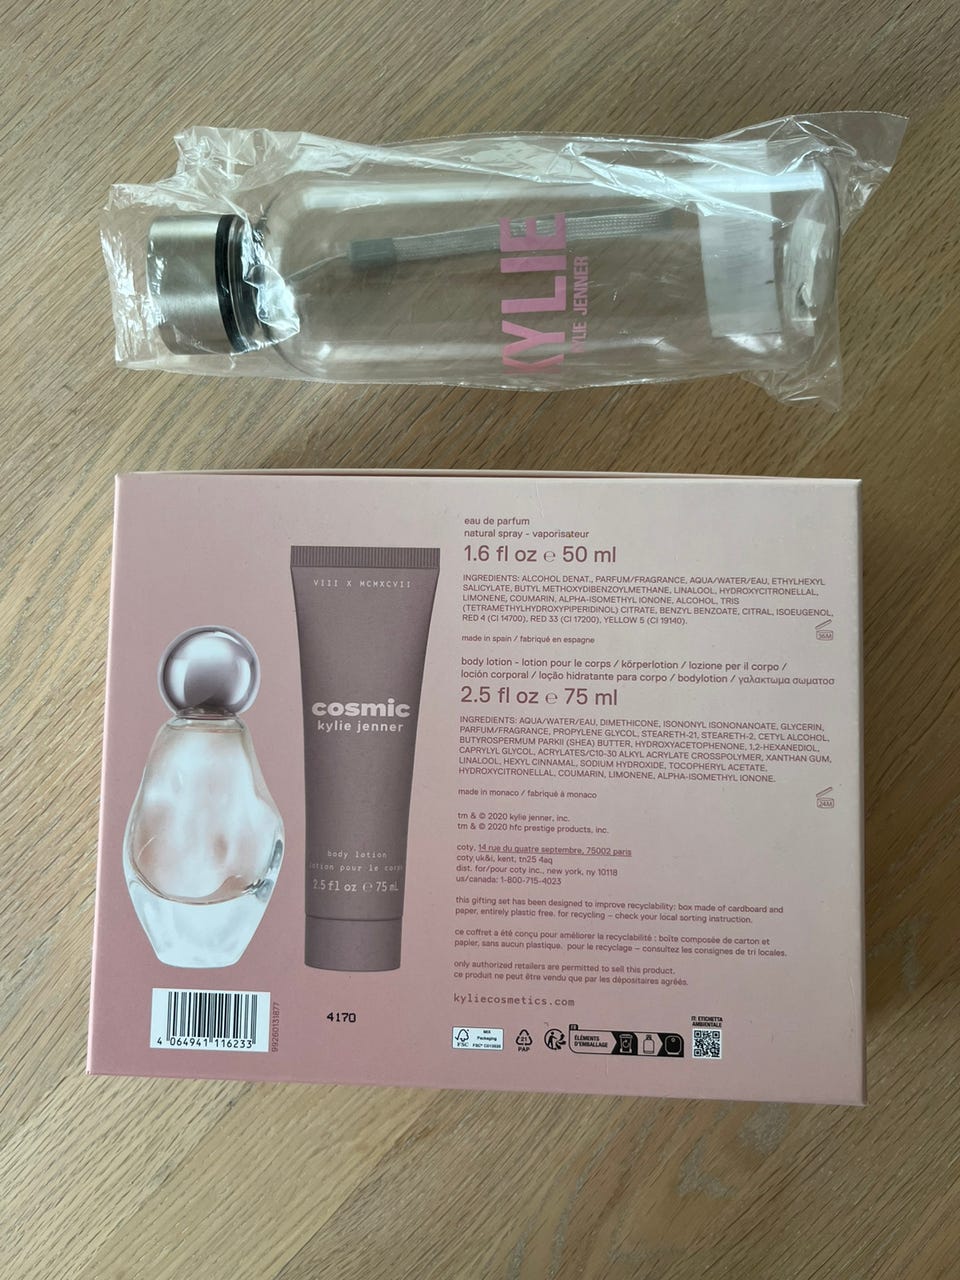 KYLIE
KYLIE JENNER
VIII X MCMXCVII
cosmic
kylie jenner
body lotion
lotion pour le corps
2.5 fl oz e 75 mL
eau de parfum
natural spray - vaporisateur
1.6 fl oz e 50 ml
INGREDIENTS: ALCOHOL DENAT., PARFUM/FRAGRANCE, AQUA/WATER/EAU, ETHYLHEXYL
SALICYLATE, BUTYL METHOXYDIBENZOYLMETHANE, LINALOOL, HYDROXYCITRONELLAL,
LIMONENE, COUMARIN, ALPHA-ISOMETHYL IONONE, ALCOHOL, TRIS
(TETRAMETHYLHYDROXYPIPERIDINOL) CITRATE, BENZYL BENZOATE, CITRAL, ISOEUGENOL,
RED 4 (CI 14700), RED 33 (CI 17200), YELLOW 5 (CI 19140).
36M
made in spain / fabriqué en espagne
body lotion - lotion pour le corps / körperlotion / lozione per il corpo /
loción corporal / loção hidratante para corpo / bodylotion / γαλακτωμα σωματοσ
2.5 fl oz e 75 ml
INGREDIENTS: AQUA/WATER/EAU, DIMETHICONE, ISONONYL ISONONANOATE, GLYCERIN,
PARFUM/FRAGRANCE, PROPYLENE GLYCOL, STEARETH-21, STEARETH-2, CETYL ALCOHOL,
BUTYROSPERMUM PARKII (SHEA) BUTTER, HYDROXYACETOPHENONE, 1,2-HEXANEDIOL,
CAPRYLYL GLYCOL, ACRYLATES/C10-30 ALKYL ACRYLATE CROSSPOLYMER, XANTHAN GUM,
LINALOOL, HEXYL CINNAMAL, SODIUM HYDROXIDE, TOCOPHERYL ACETATE,
HYDROXYCITRONELLAL, COUMARIN, LIMONENE, ALPHA-ISOMETHYL IONONE.
24M
made in monaco / fabriqué à monaco
tm & © 2020 kylie jenner, inc.
tm & © 2020 hfc prestige products, inc.
coty, 14 rue du quatre septembre, 75002 paris
coty uk&i, kent, tn25 4aq
dist. for/pour coty inc., new york, ny 10118
us/canada: 1-800-715-4023
this gifting set has been designed to improve recyclability: box made of cardboard and
paper, entirely plastic free. for recycling – check your local sorting instruction.
ce coffret a été conçu pour améliorer la recyclabilité : boîte composée de carton et
papier, sans aucun plastique. pour le recyclage – consultez les consignes de tri locales.
only authorized retailers are permitted to sell this product.
ce produit ne peut être vendu que par les dépositaires agréés.
kyliecosmetics.com
4 064941 116233
99260131877
4170
FSC
MIX
Packaging
FSC® C013520
21
PAP
FR
ÉLÉMENTS
D'EMBALLAGE
IT: ETICHETTA
AMBIENTALE